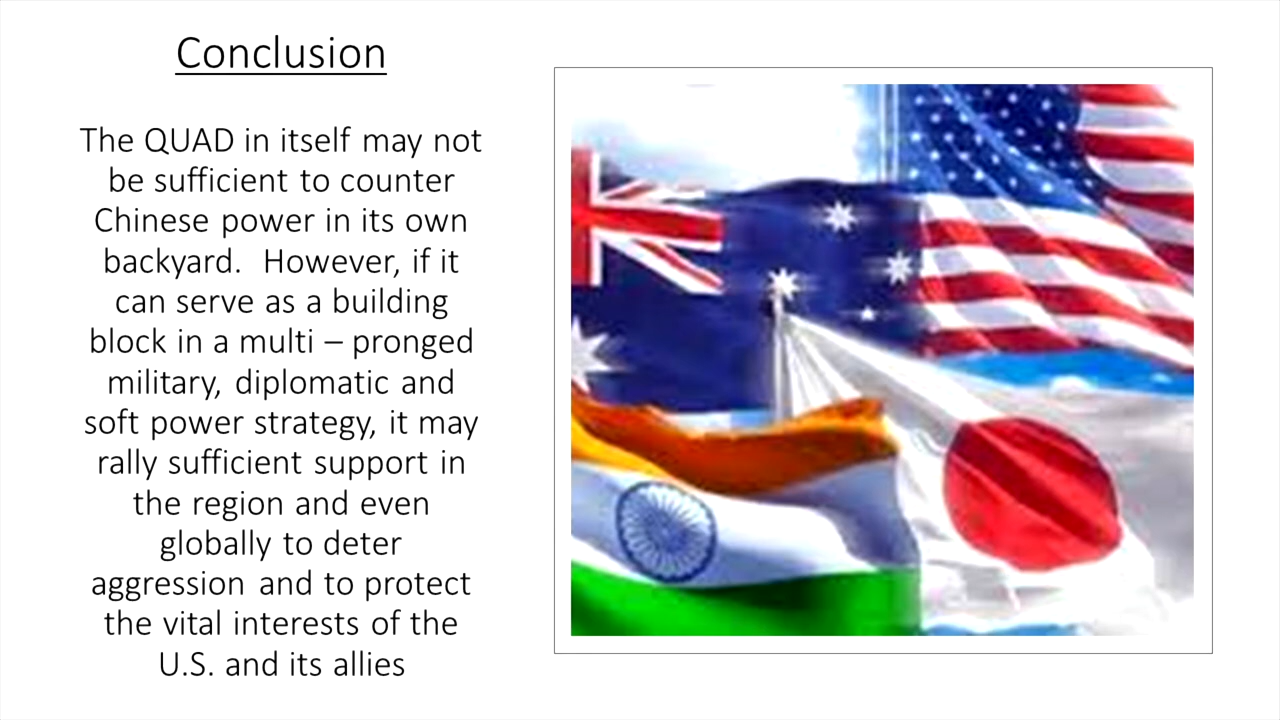 Conclusion
The QUAD in itself may not
be sufficient to counter
Chinese power in its own
backyard.  However, if it
can serve as a building
block in a multi – pronged
military, diplomatic and
soft power strategy, it may
rally sufficient support in
the region and even
globally to deter
aggression and to protect
the vital interests of the
U.S. and its allies